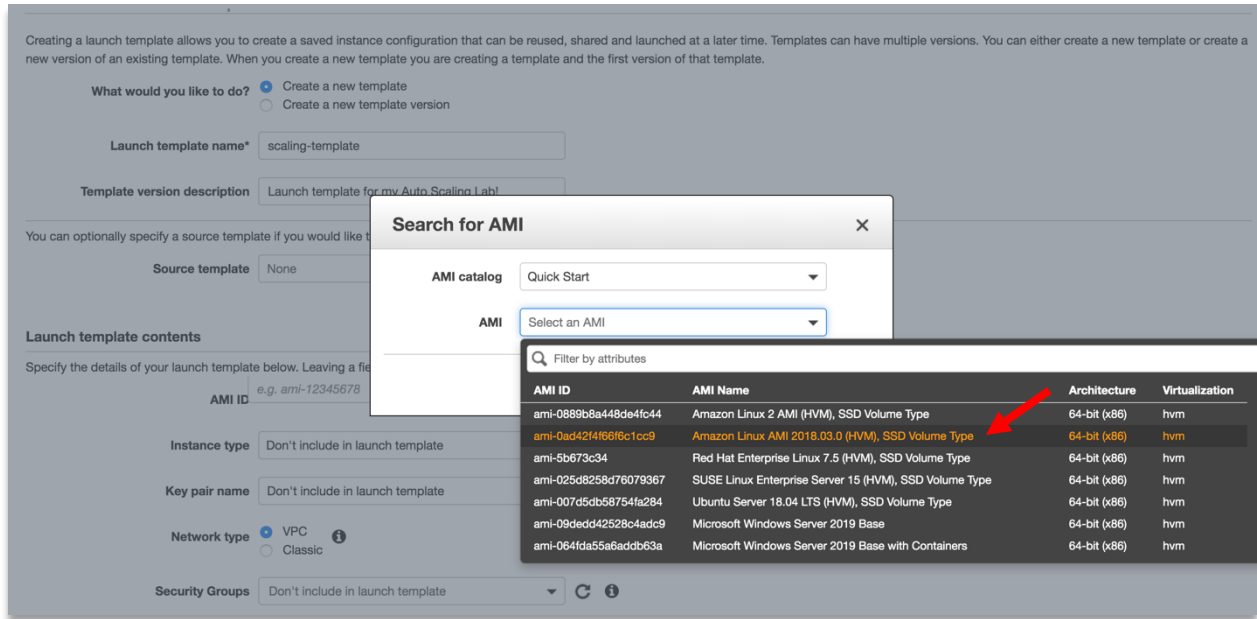 Creating a launch template allows you to create a saved instance configuration that can be reused, shared and launched at a later time. Templates can have multiple versions. You can either create a new template or create a
new version of an existing template. When you create a new template you are creating a template and the first version of that template.
What would you like to do?
Create a new template
Create a new template version
Launch template name*
scaling-template
Template version description
Launch template for my Auto Scaling Lab!
You can optionally specify a source template if you would like t
Source template
None
Launch template contents
Specify the details of your launch template below. Leaving a fie
AMI ID
e.g. ami-12345678
Instance type
Don't include in launch template
Key pair name
Don't include in launch template
Network type
VPC
Classic
Security Groups
Don't include in launch template
Search for AMI
AMI catalog
Quick Start
AMI
Select an AMI
Filter by attributes
AMI ID AMI Name Architecture Virtualization
ami-0889b8a448de4fc44 Amazon Linux 2 AMI (HVM), SSD Volume Type 64-bit (x86) hvm
ami-0ad42f4f66f6c1cc9 Amazon Linux AMI 2018.03.0 (HVM), SSD Volume Type 64-bit (x86) hvm
ami-5b673c34 Red Hat Enterprise Linux 7.5 (HVM), SSD Volume Type 64-bit (x86) hvm
ami-025d8258d76079367 SUSE Linux Enterprise Server 15 (HVM), SSD Volume Type 64-bit (x86) hvm
ami-007d5db58754fa284 Ubuntu Server 18.04 LTS (HVM), SSD Volume Type 64-bit (x86) hvm
ami-09dedd42528c4adc9 Microsoft Windows Server 2019 Base 64-bit (x86) hvm
ami-064fda55a6addb63a Microsoft Windows Server 2019 Base with Containers 64-bit (x86) hvm